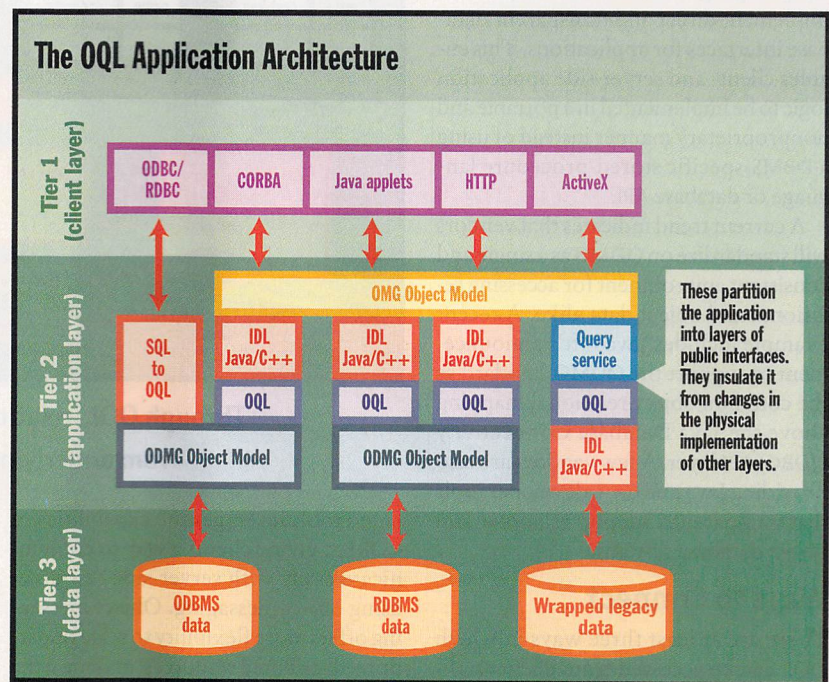 The OQL Application Architecture
Tier 1
(client layer)
ODBC/
RDBC
CORBA
Java applets
HTTP
ActiveX
Tier 2
(application layer)
OMG Object Model
SQL
to
OQL
IDL
Java/C++
IDL
Java/C++
IDL
Java/C++
Query
service
OQL
OQL
OQL
OQL
ODMG Object Model
ODMG Object Model
IDL
Java/C++
These partition
the application
into layers of
public interfaces.
They insulate it
from changes in
the physical
implementation
of other layers.
Tier 3
(data layer)
ODBMS
data
RDBMS
data
Wrapped legacy
data